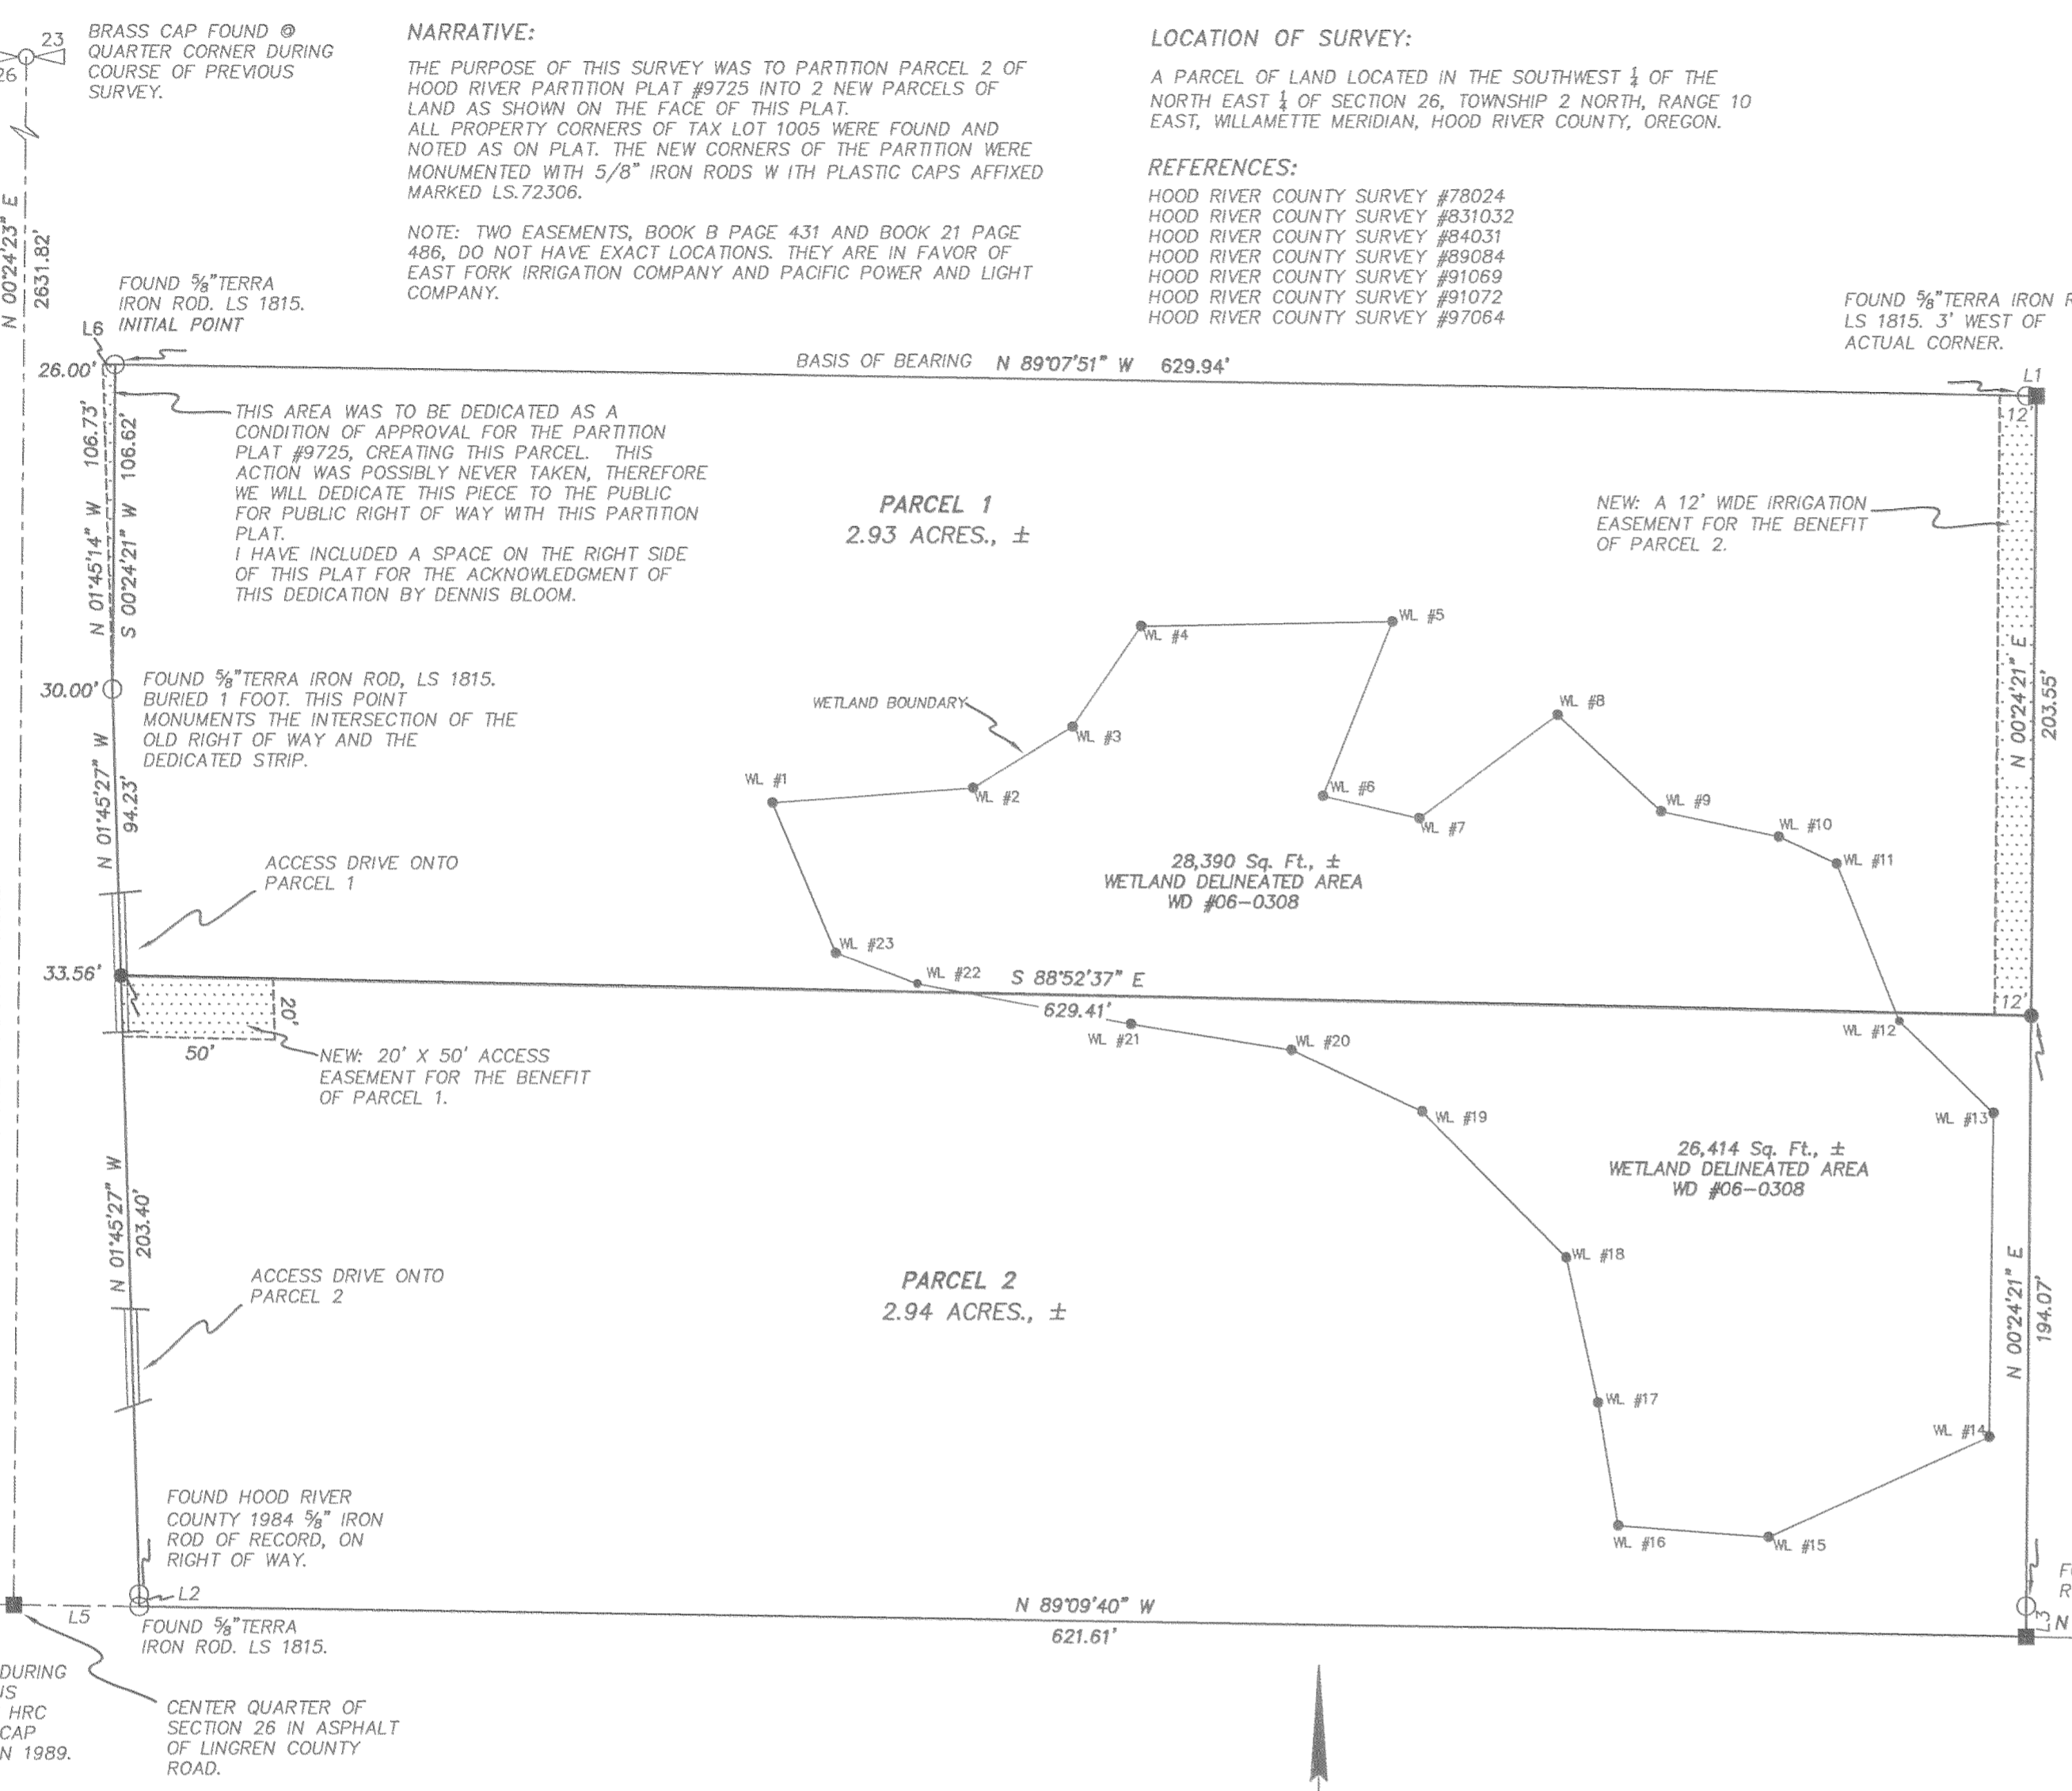 23
26
BRASS CAP FOUND @
QUARTER CORNER DURING
COURSE OF PREVIOUS
SURVEY.
NARRATIVE:
THE PURPOSE OF THIS SURVEY WAS TO PARTITION PARCEL 2 OF
HOOD RIVER PARTITION PLAT #9725 INTO 2 NEW PARCELS OF
LAND AS SHOWN ON THE FACE OF THIS PLAT.
ALL PROPERTY CORNERS OF TAX LOT 1005 WERE FOUND AND
NOTED AS ON PLAT. THE NEW CORNERS OF THE PARTITION WERE
MONUMENTED WITH 5/8" IRON RODS W ITH PLASTIC CAPS AFFIXED
MARKED LS.72306.
NOTE: TWO EASEMENTS, BOOK B PAGE 431 AND BOOK 21 PAGE
486, DO NOT HAVE EXACT LOCATIONS. THEY ARE IN FAVOR OF
EAST FORK IRRIGATION COMPANY AND PACIFIC POWER AND LIGHT
COMPANY.
LOCATION OF SURVEY:
A PARCEL OF LAND LOCATED IN THE SOUTHWEST ¼ OF THE
NORTH EAST ¼ OF SECTION 26, TOWNSHIP 2 NORTH, RANGE 10
EAST, WILLAMETTE MERIDIAN, HOOD RIVER COUNTY, OREGON.
REFERENCES:
HOOD RIVER COUNTY SURVEY #78024
HOOD RIVER COUNTY SURVEY #831032
HOOD RIVER COUNTY SURVEY #84031
HOOD RIVER COUNTY SURVEY #89084
HOOD RIVER COUNTY SURVEY #91069
HOOD RIVER COUNTY SURVEY #91072
HOOD RIVER COUNTY SURVEY #97064
N 00°24'23" E
2631.82'
FOUND ⅝"TERRA
IRON ROD. LS 1815.
INITIAL POINT
L6
26.00'
FOUND ⅝"TERRA IRON R
LS 1815. 3' WEST OF
ACTUAL CORNER.
L1
BASIS OF BEARING N 89°07'51" W 629.94'
12'
N 01°45'14" W 106.73'
S 00°24'21" W 106.62'
THIS AREA WAS TO BE DEDICATED AS A
CONDITION OF APPROVAL FOR THE PARTITION
PLAT #9725, CREATING THIS PARCEL. THIS
ACTION WAS POSSIBLY NEVER TAKEN, THEREFORE
WE WILL DEDICATE THIS PIECE TO THE PUBLIC
FOR PUBLIC RIGHT OF WAY WITH THIS PARTITION
PLAT.
I HAVE INCLUDED A SPACE ON THE RIGHT SIDE
OF THIS PLAT FOR THE ACKNOWLEDGMENT OF
THIS DEDICATION BY DENNIS BLOOM.
PARCEL 1
2.93 ACRES., ±
NEW: A 12' WIDE IRRIGATION
EASEMENT FOR THE BENEFIT
OF PARCEL 2.
N 00°24'21" E
203.55'
30.00'
FOUND ⅝"TERRA IRON ROD, LS 1815.
BURIED 1 FOOT. THIS POINT
MONUMENTS THE INTERSECTION OF THE
OLD RIGHT OF WAY AND THE
DEDICATED STRIP.
WETLAND BOUNDARY
WL #1
WL #2
WL #3
WL #4
WL #5
WL #6
WL #7
WL #8
WL #9
WL #10
WL #11
N 01°45'27" W
94.23'
ACCESS DRIVE ONTO
PARCEL 1
28,390 Sq. Ft., ±
WETLAND DELINEATED AREA
WD #06-0308
WL #23
WL #22
33.56'
S 88°52'37" E
629.41'
12'
20'
50'
NEW: 20' X 50' ACCESS
EASEMENT FOR THE BENEFIT
OF PARCEL 1.
WL #21
WL #20
WL #12
WL #19
WL #13
26,414 Sq. Ft., ±
WETLAND DELINEATED AREA
WD #06-0308
N 01°45'27" W
203.40'
ACCESS DRIVE ONTO
PARCEL 2
PARCEL 2
2.94 ACRES., ±
WL #18
WL #17
WL #14
WL #16
WL #15
N 00°24'21" E
194.07'
FOUND HOOD RIVER
COUNTY 1984 ⅝" IRON
ROD OF RECORD, ON
RIGHT OF WAY.
L2
L5
FOUND ⅝"TERRA
IRON ROD. LS 1815.
N 89°09'40" W
621.61'
L3
N
DURING
IS
HRC
CAP
N 1989.
CENTER QUARTER OF
SECTION 26 IN ASPHALT
OF LINGREN COUNTY
ROAD.